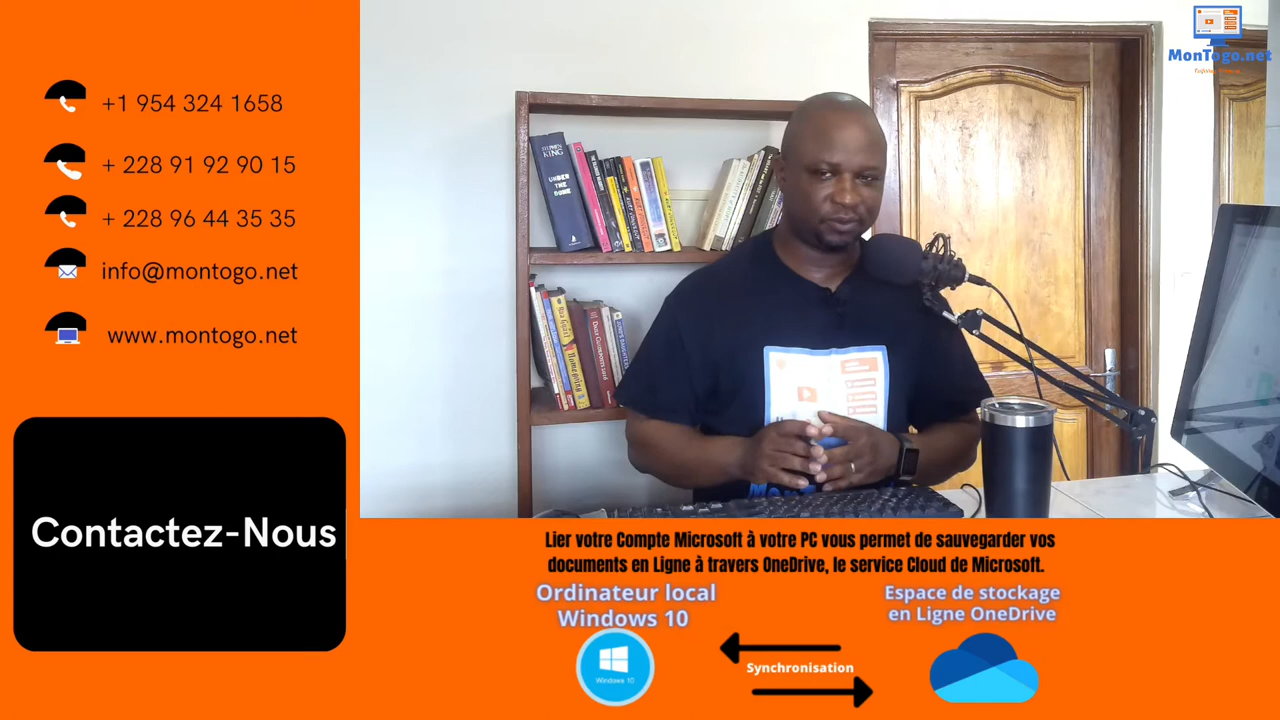 +1 954 324 1658
+ 228 91 92 90 15
+ 228 96 44 35 35
info@montogo.net
www.montogo.net
Contactez-Nous
MonTogo.net
STEPHEN
KING
UNDER
THE
DOME
Homegoing
Lier votre Compte Microsoft à votre PC vous permet de sauvegarder vos
documents en Ligne à travers OneDrive, le service Cloud de Microsoft.
Ordinateur local
Windows 10
Espace de stockage
en Ligne OneDrive
Windows 10
Synchronisation